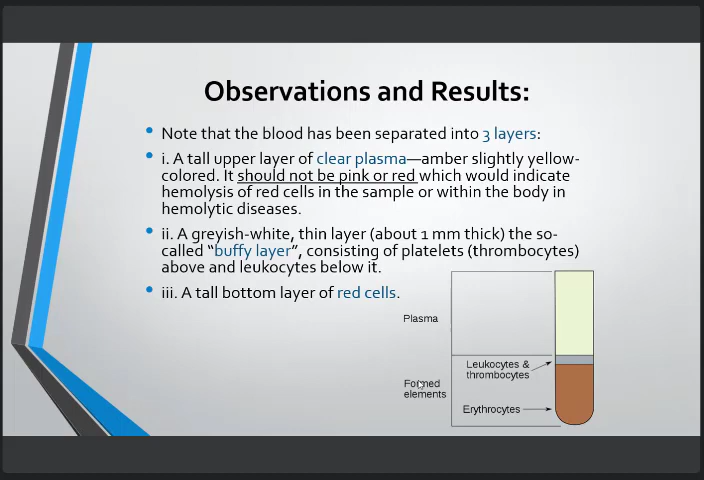 Observations and Results:
• Note that the blood has been separated into 3 layers:
• i. A tall upper layer of clear plasma—amber slightly yellow-
colored. It should not be pink or red which would indicate
hemolysis of red cells in the sample or within the body in
hemolytic diseases.
• ii. A greyish-white, thin layer (about 1 mm thick) the so-
called “buffy layer”, consisting of platelets (thrombocytes)
above and leukocytes below it.
• iii. A tall bottom layer of red cells.
Plasma
Leukocytes &
thrombocytes
Formed
elements
Erythrocytes